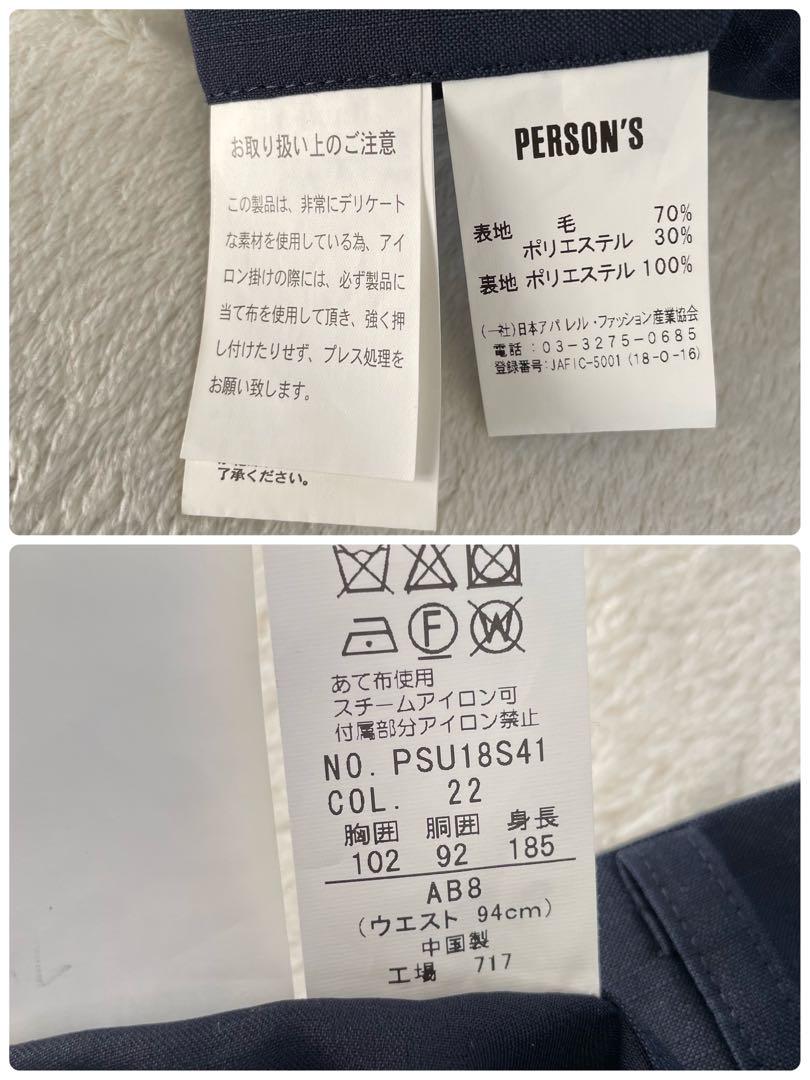 お取り扱い上のご注意
この製品は、非常にデリケート
な素材を使用している為、アイ
ロン掛けの際には、必ず製品に
当て布を使用して頂き、強く押
し付けたりせず、プレス処理を
お願い致します。
了承ください。
PERSON'S
表地 毛 70%
ポリエステル 30%
裏地 ポリエステル 100%
(一社)日本アパレル・ファッション産業協会
電話:03-3275-0685
登録番号:JAFIC-5001 (18-0-16)
F
W
あて布使用
スチームアイロン可
付属部分アイロン禁止
NO. PSU18S41
COL. 22
胸囲 胴囲 身長
102 92 185
AB8
(ウエスト 94cm)
中国製
工場 717